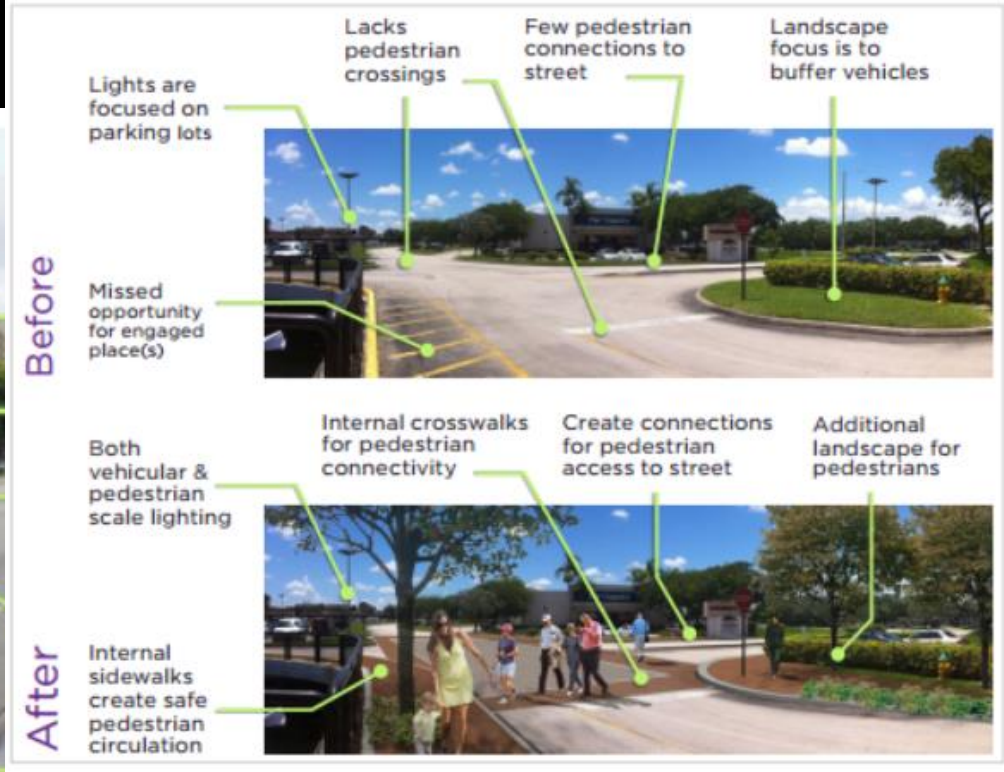 Before
Lights are
focused on
parking lots
Lacks
pedestrian
crossings
Few pedestrian
connections to
street
Landscape
focus is to
buffer vehicles
Missed
opportunity
for engaged
place(s)
After
Both
vehicular &
pedestrian
scale lighting
Internal crosswalks
for pedestrian
connectivity
Create connections
for pedestrian
access to street
Additional
landscape for
pedestrians
Internal
sidewalks
create safe
pedestrian
circulation